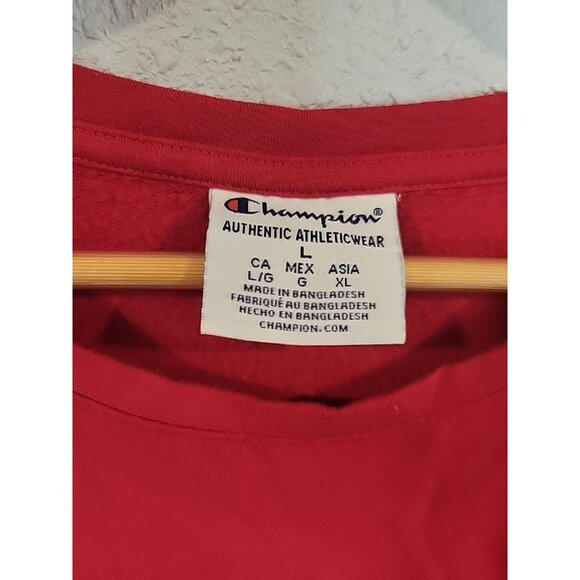 Champion®
AUTHENTIC ATHLETICWEAR
L
CA MEX ASIA
L/G G XL
MADE IN BANGLADESH
FABRIQUÉ AU BANGLADESH
HECHO EN BANGLADESH
CHAMPION.COM